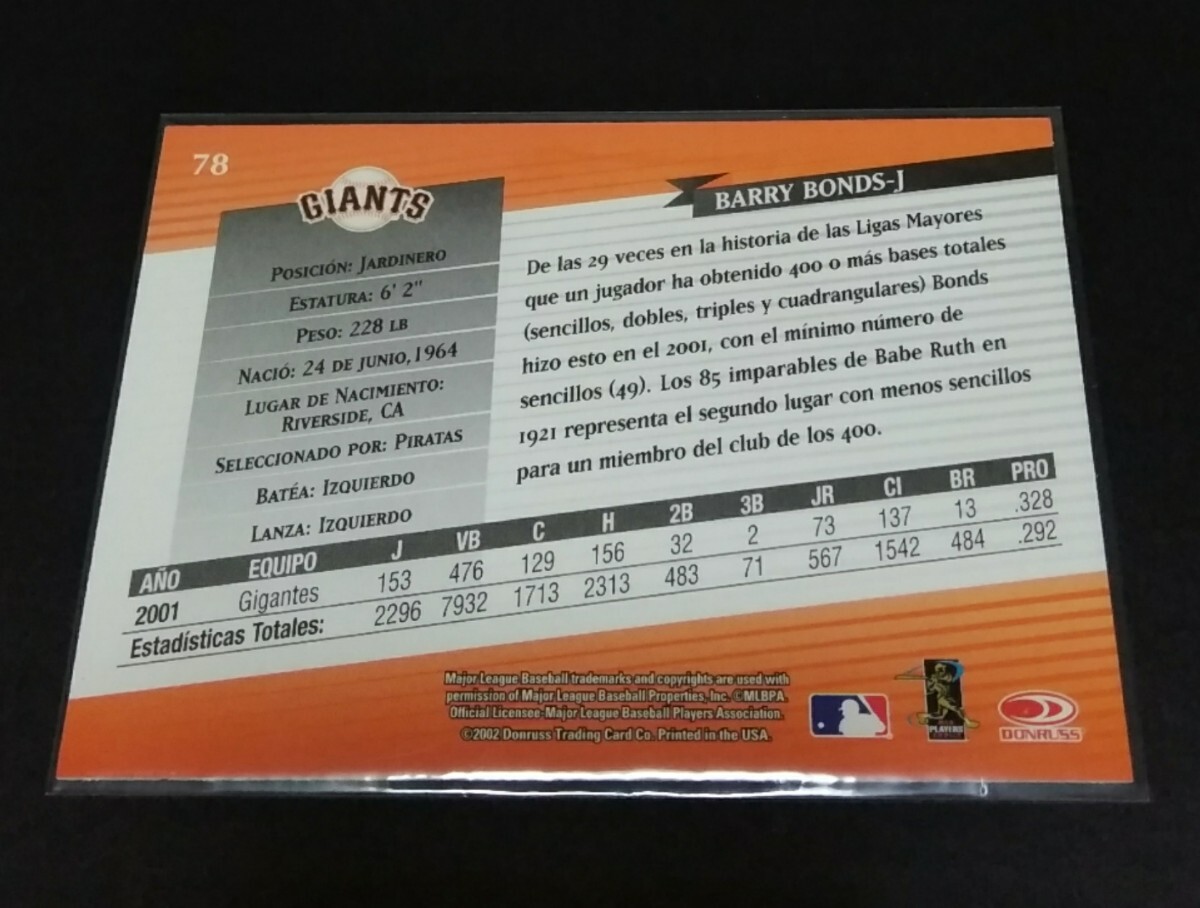 78
GIANTS
POSICIÓN: JARDINERO
ESTATURA: 6' 2"
PESO: 228 LB
NACIÓ: 24 DE JUNIO, 1964
LUGAR DE NACIMIENTO:
RIVERSIDE, CA
SELECCIONADO POR: PIRATAS
BATÉA: IZQUIERDO
LANZA: IZQUIERDO
BARRY BONDS-J
De las 29 veces en la historia de las Ligas Mayores
que un jugador ha obtenido 400 o más bases totales
(sencillos, dobles, triples y cuadrangulares) Bonds
hizo esto en el 2001, con el mínimo número de
sencillos (49). Los 85 imparables de Babe Ruth en
1921 representa el segundo lugar con menos sencillos
para un miembro del club de los 400.
AÑO EQUIPO J VB C H 2B 3B JR CI BR PRO
2001 Gigantes 153 476 129 156 32 2 73 137 13 .328
Estadísticas Totales: 2296 7932 1713 2313 483 71 567 1542 484 .292
Major League Baseball trademarks and copyrights are used with
permission of Major League Baseball Properties, Inc. ©MLBPA.
Official Licensee-Major League Baseball Players Association.
©2002 Donruss Trading Card Co. Printed in the USA.
PLAYERS
DONRUSS